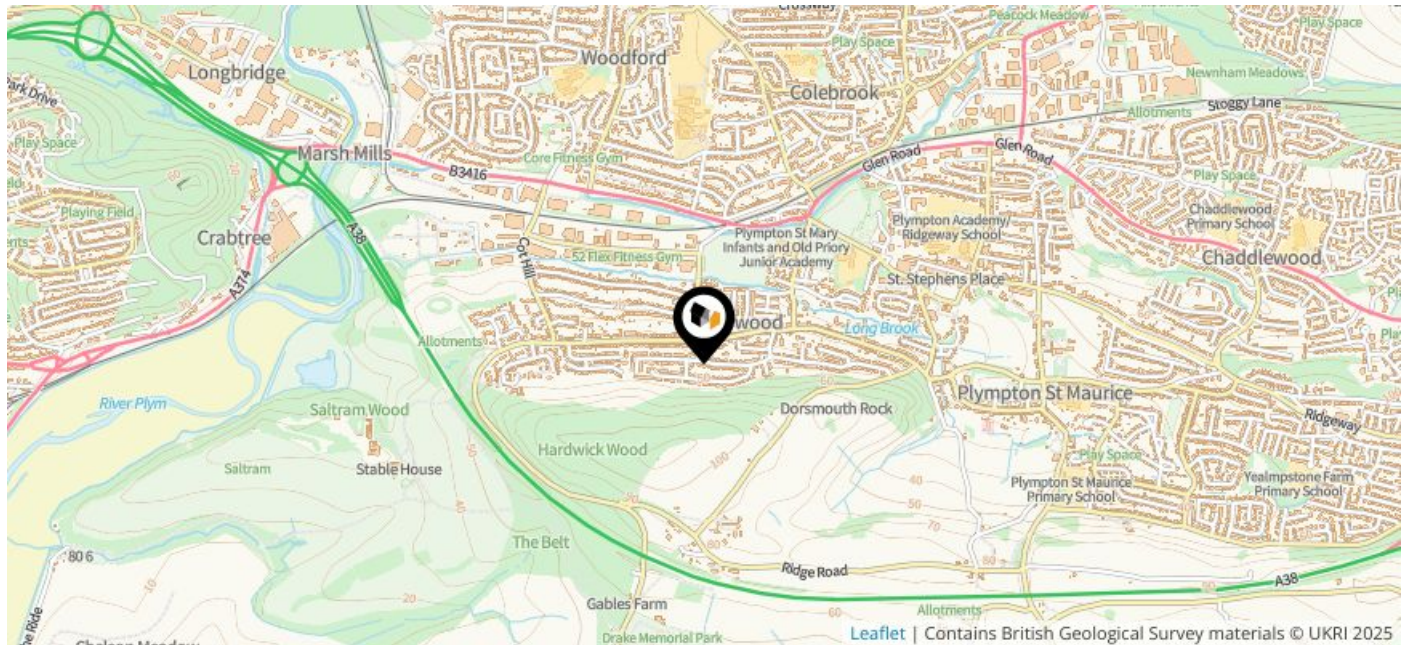 Crossway
Peacock Meadow
Play Space
Play Space
Woodford
Longbridge
Newnham Meadows
Colebrook
Park Drive
Stoggy Lane
Allotments
Play Space
Glen Road
Glen Road
Marsh Mills
Core Fitness Gym
B3416
Play Space
Playing Field
Chaddlewood
Primary School
Plympton Academy/
Ridgeway School
Crabtree
A38
Plympton St Mary
Infants and Old Priory
Junior Academy
Cot Hill
52 Flex Fitness Gym
Chaddlewood
A374
St. Stephens Place
wood
Long Brook
Allotments
River Plym
Saltram Wood
Plympton St Maurice
Dorsmouth Rock
Ridgeway
Hardwick Wood
100
Saltram
Stable House
Play Space
40
50
70
Plympton St Maurice
Primary School
Yealmpstone Farm
Primary School
The Belt
80 6
Ridge Road
A38
10
20
60
Gables Farm
Allotments
The Ride
Drake Memorial Park
Chelson Meadow
Leaflet | Contains British Geological Survey materials © UKRI 2025